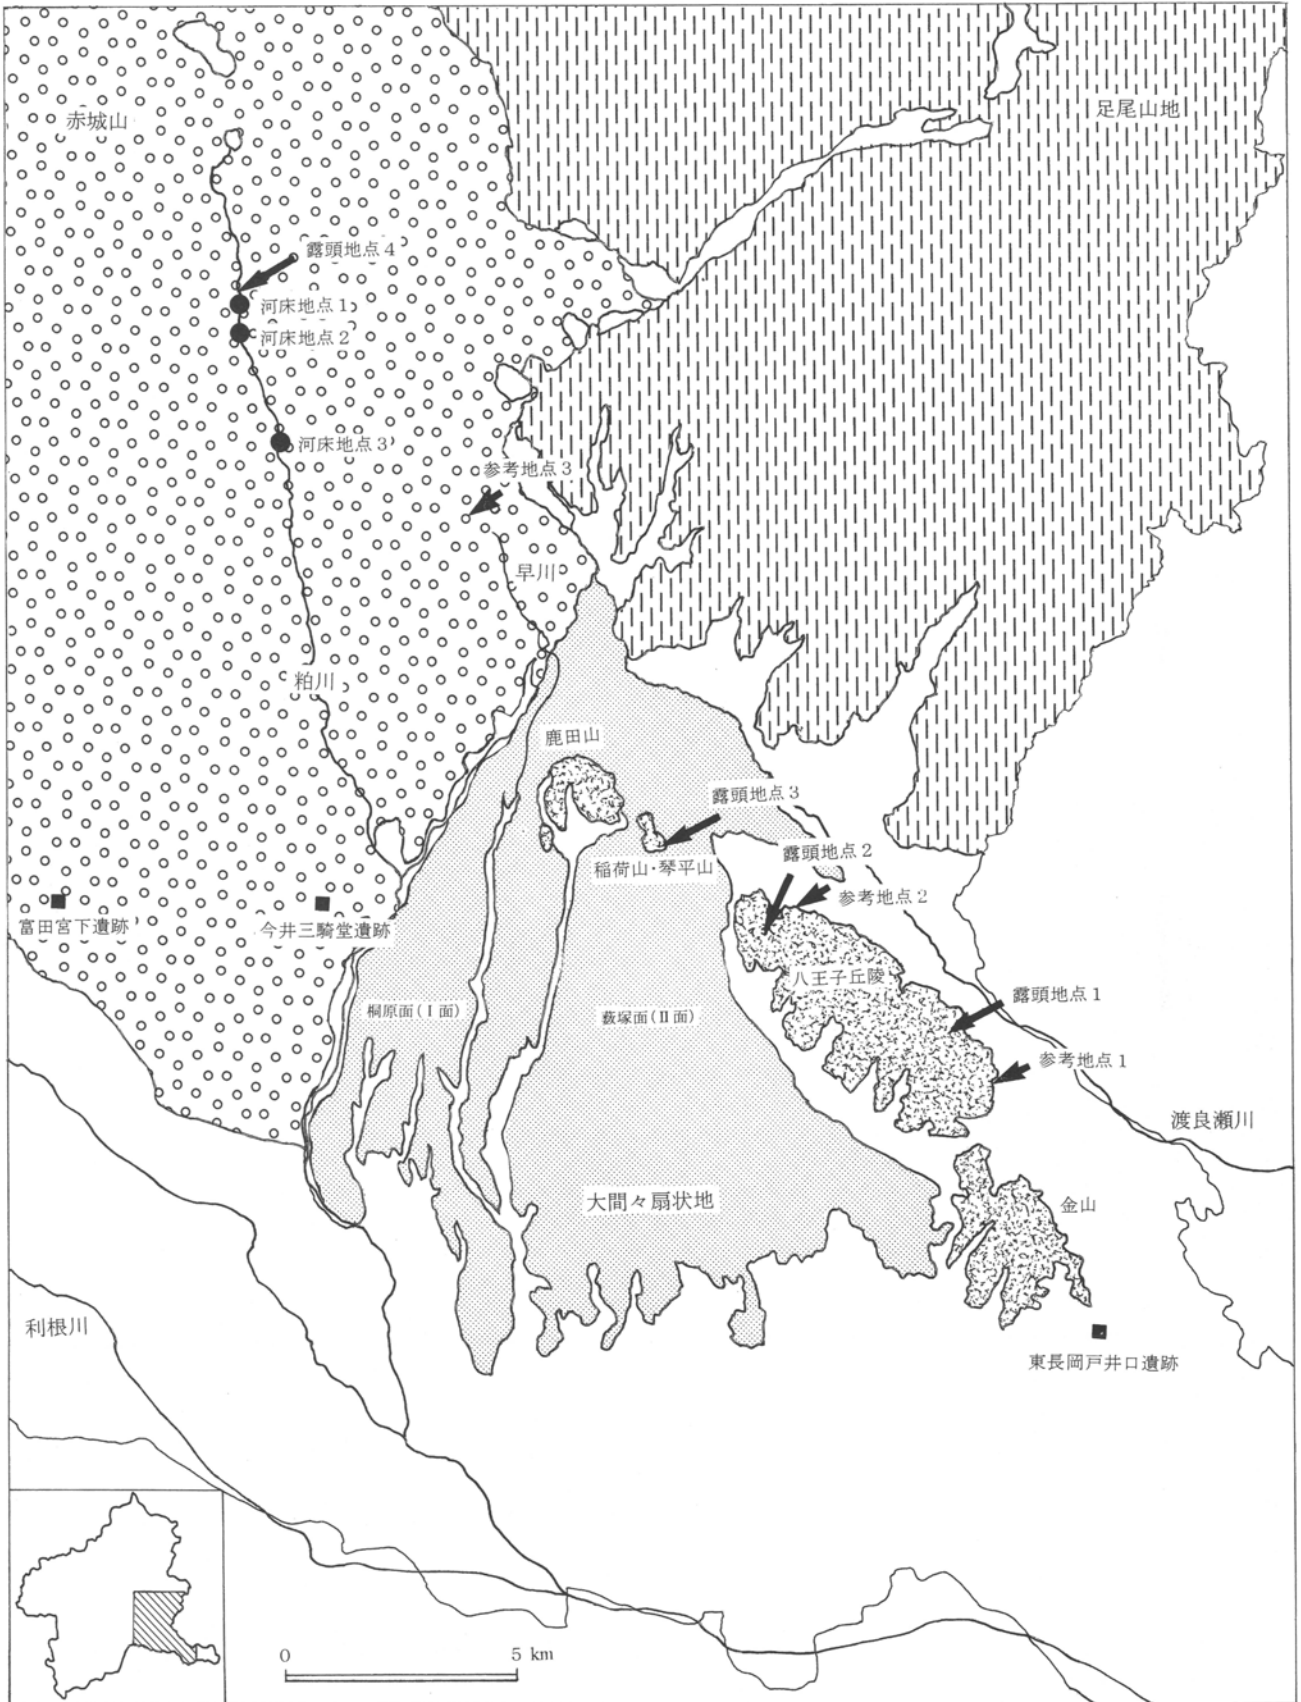 赤城山
足尾山地
露頭地点4
河床地点1
河床地点2
河床地点3
参考地点3
早川
粕川
鹿田山
露頭地点3
稲荷山・琴平山
露頭地点2
参考地点2
富田宮下遺跡
今井三騎堂遺跡
八王子丘陵
露頭地点1
桐原面(Ⅰ面)
藪塚面(Ⅱ面)
参考地点1
渡良瀬川
大間々扇状地
金山
利根川
東長岡戸井口遺跡
0 5 km